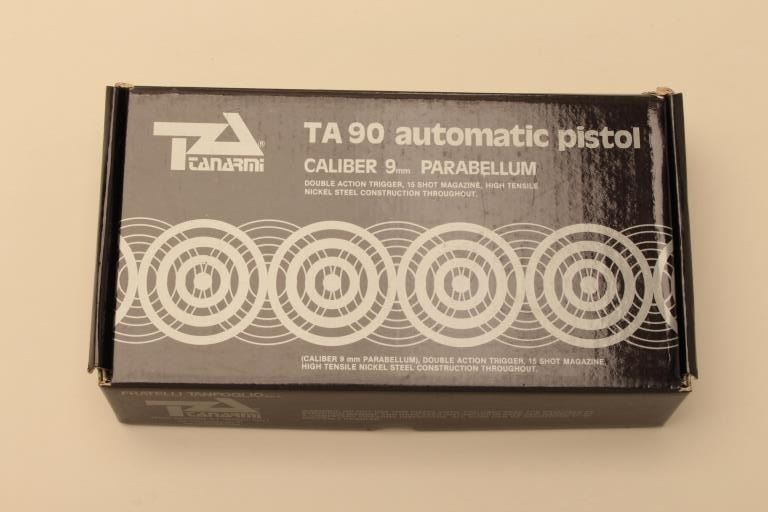 TA ®
TANARMI
TA 90 automatic pistol
CALIBER 9mm PARABELLUM
DOUBLE ACTION TRIGGER, 15 SHOT MAGAZINE, HIGH TENSILE
NICKEL STEEL CONSTRUCTION THROUGHOUT.
(CALIBER 9 mm PARABELLUM), DOUBLE ACTION TRIGGER, 15 SHOT MAGAZINE,
HIGH TENSILE NICKEL STEEL CONSTRUCTION THROUGHOUT.
FRATELLI TANFOGLIO
TA
TANARMI